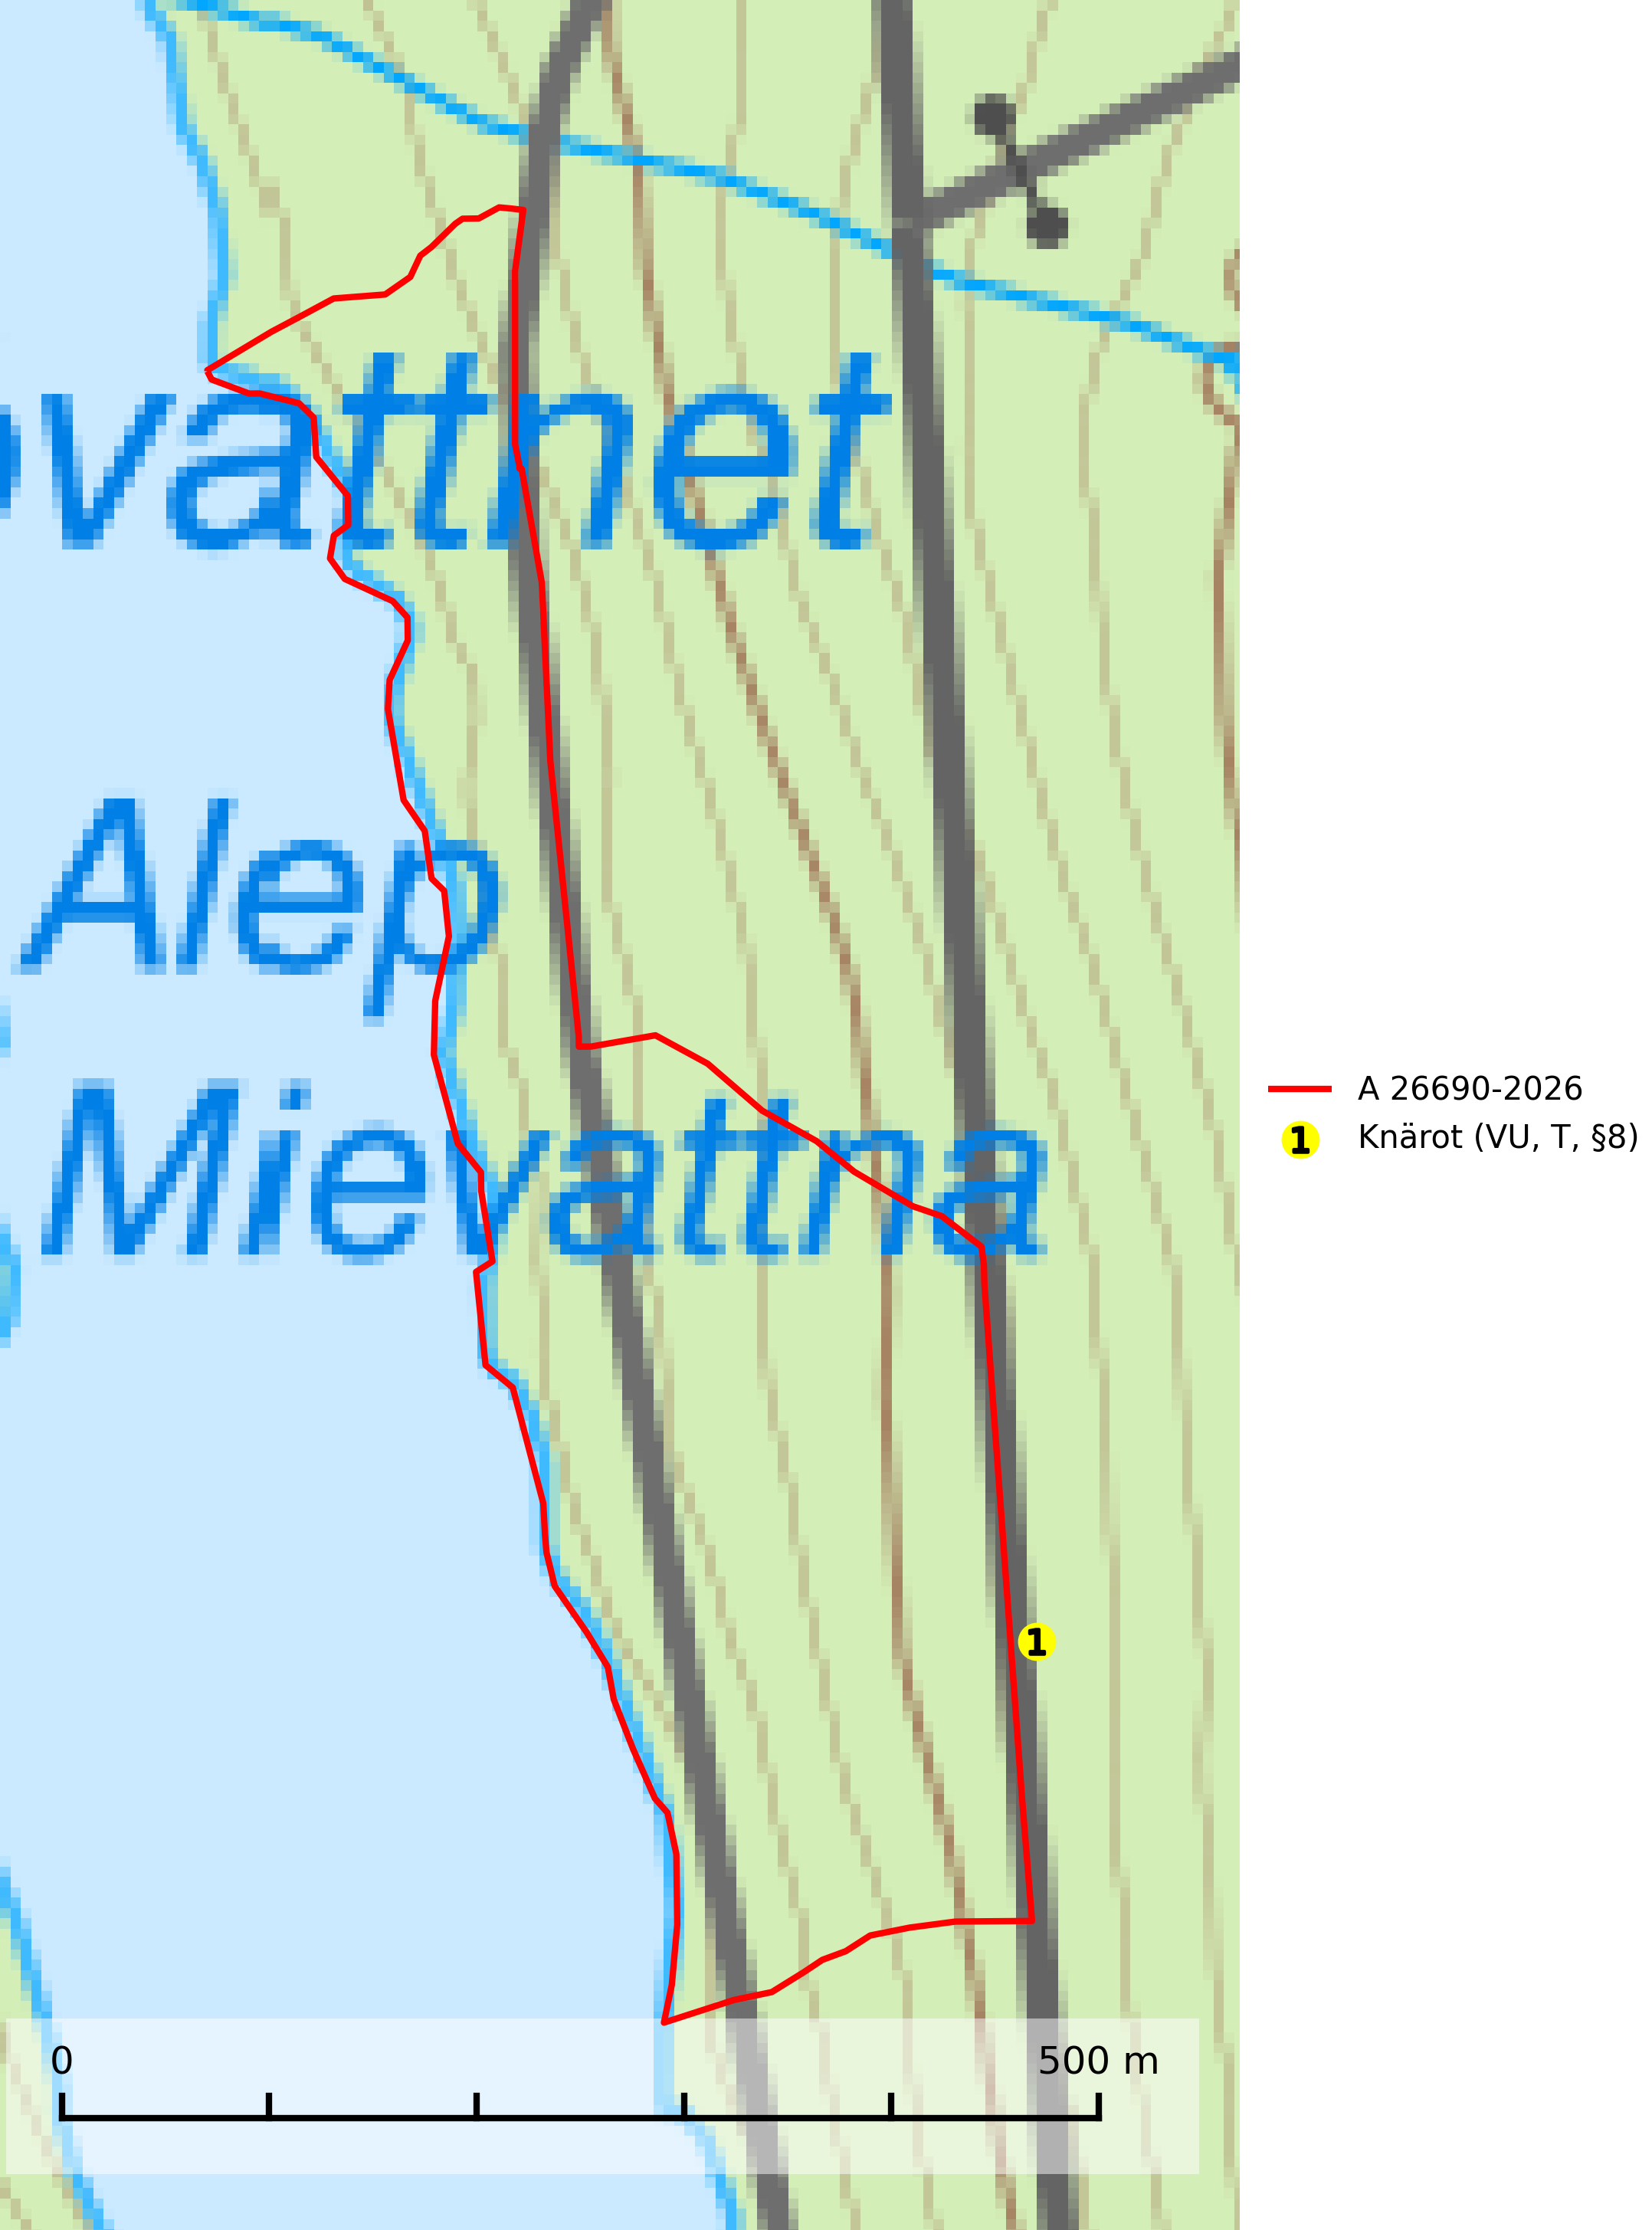 vattnet
Alep
Mievattna
A 26690-2026
1 Knärot (VU, T, §8)
1
0 500 m